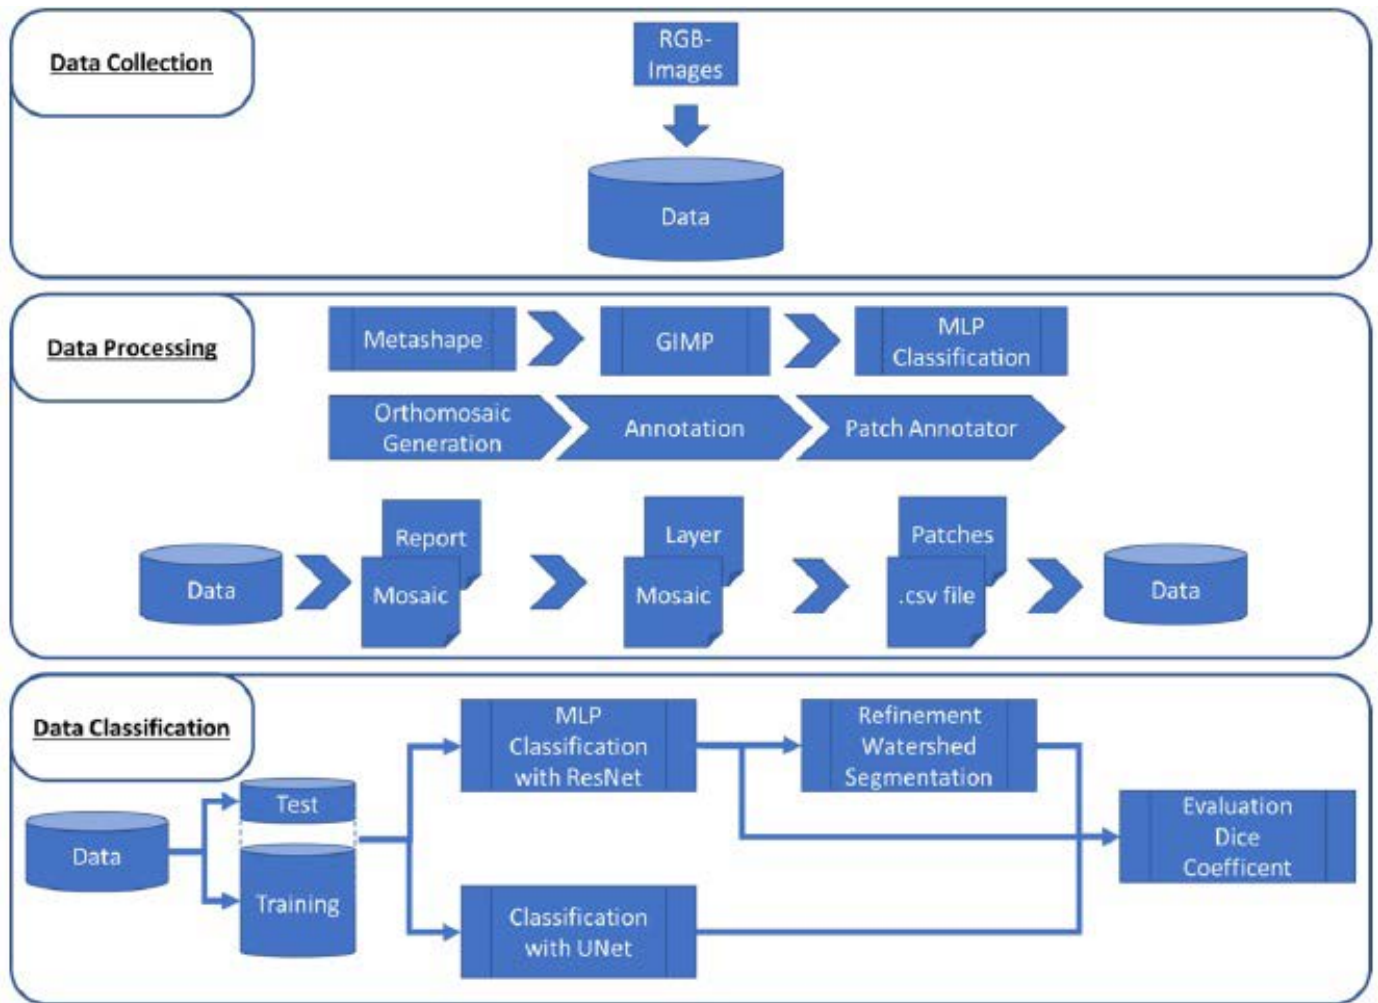 Data Collection
RGB-
Images
Data
Data Processing
Metashape
GIMP
MLP
Classification
Orthomosaic
Generation
Annotation
Patch Annotator
Data
Report
Mosaic
Layer
Mosaic
Patches
.csv file
Data
Data Classification
Data
Test
Training
MLP
Classification
with ResNet
Classification
with UNet
Refinement
Watershed
Segmentation
Evaluation
Dice
Coefficent